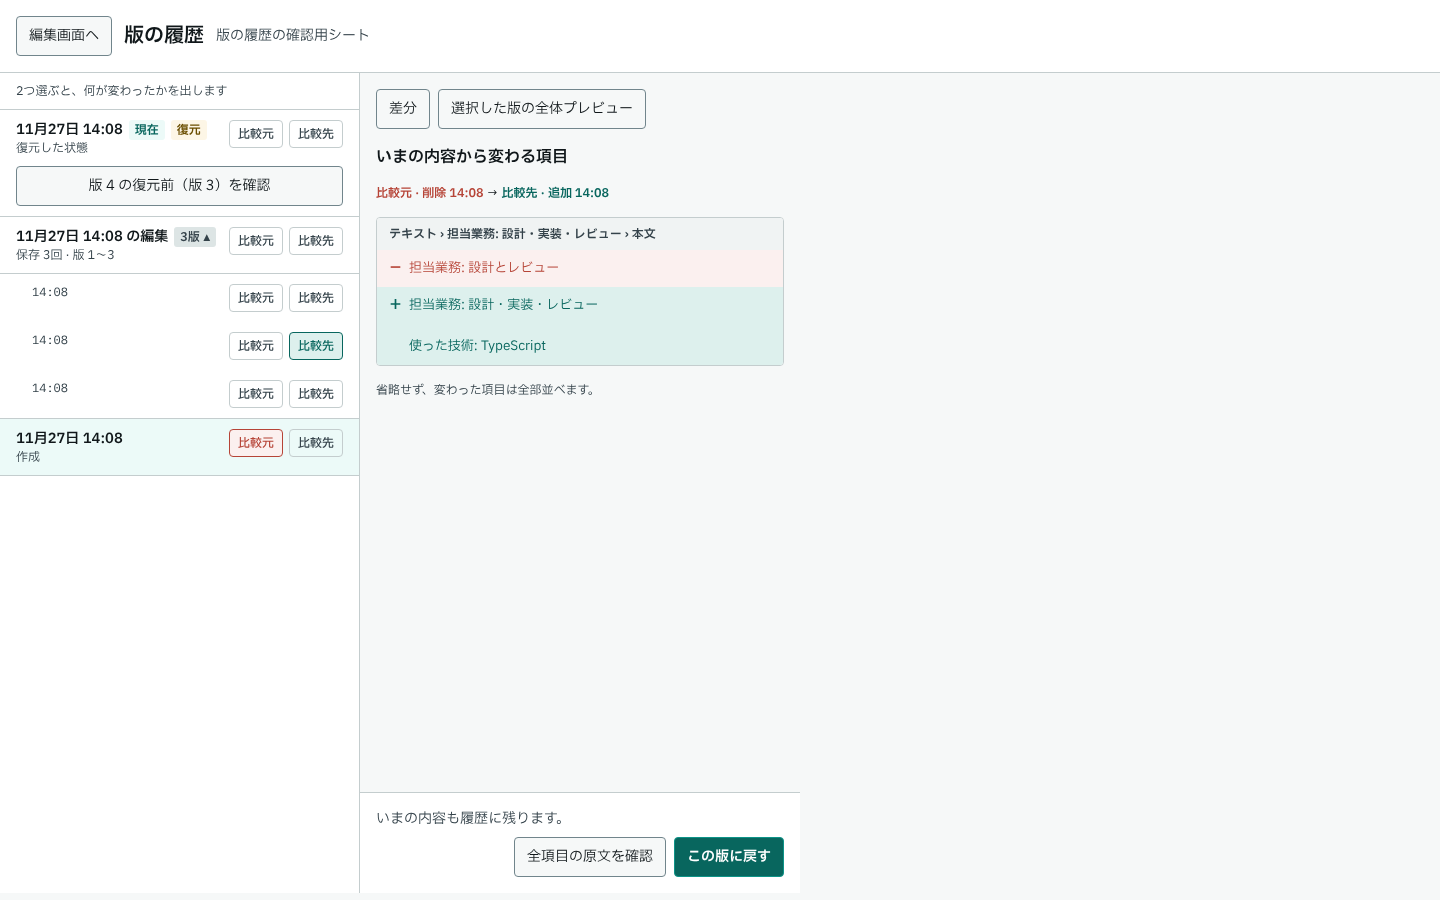 編集画面へ 版の履歴 版の履歴の確認用シート
2つ選ぶと、何が変わったかを出します
11月27日 14:08 現在 復元 比較元 比較先
復元した状態
版 4 の復元前（版 3）を確認
11月27日 14:08 の編集 3版 ▲ 比較元 比較先
保存 3回 · 版 1〜3
14:08 比較元 比較先
14:08 比較元 比較先
14:08 比較元 比較先
11月27日 14:08 比較元 比較先
作成
差分 選択した版の全体プレビュー
いまの内容から変わる項目
比較元 · 削除 14:08 → 比較先 · 追加 14:08
テキスト › 担当業務: 設計・実装・レビュー › 本文
− 担当業務: 設計とレビュー
+ 担当業務: 設計・実装・レビュー
使った技術: TypeScript
省略せず、変わった項目は全部並べます。
いまの内容も履歴に残ります。
全項目の原文を確認 この版に戻す